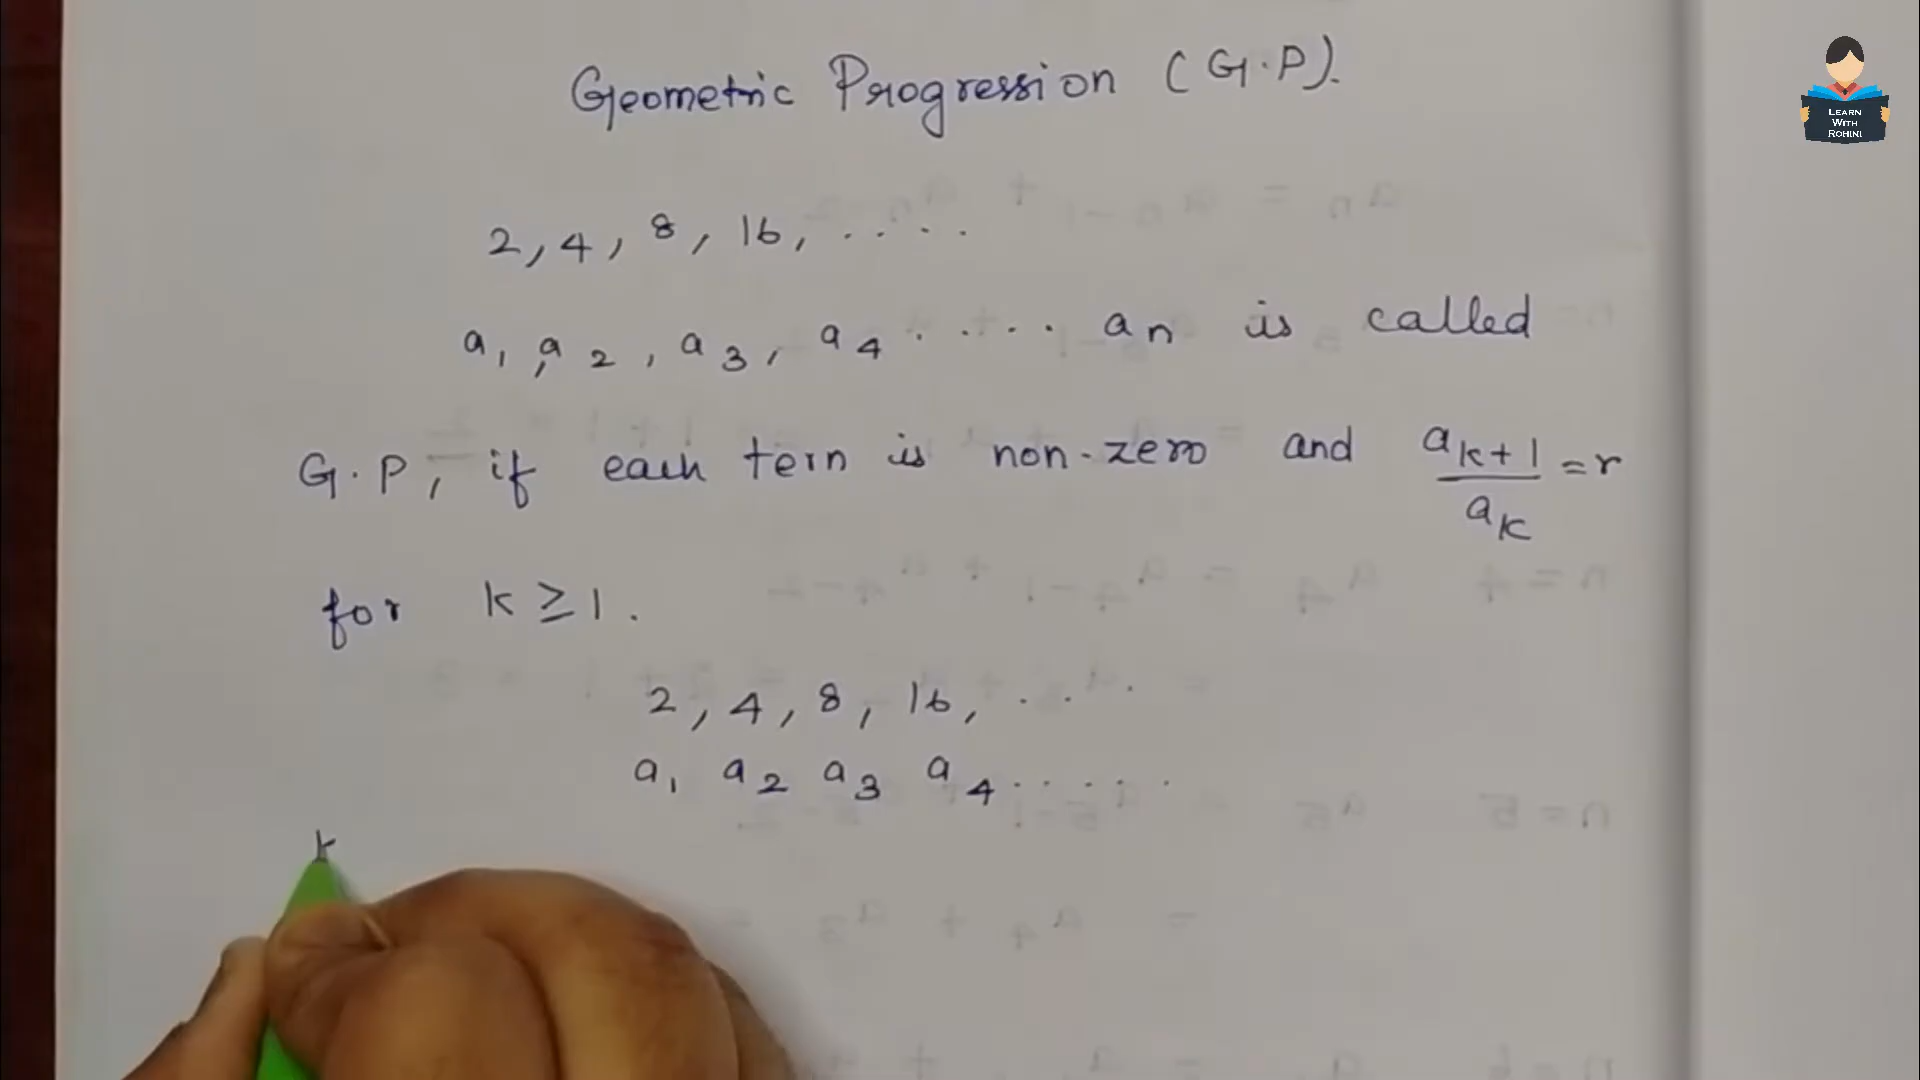 Geometric Progression (G.P).
2, 4, 8, 16, .....
a₁, a₂, a₃, a₄ ..... aₙ is called
G.P, if each term is non-zero and aₖ₊₁/aₖ = r
for k ≥ 1.
2, 4, 8, 16, ...
a₁ a₂ a₃ a₄.....
k
LEARN
WITH
ROHINI